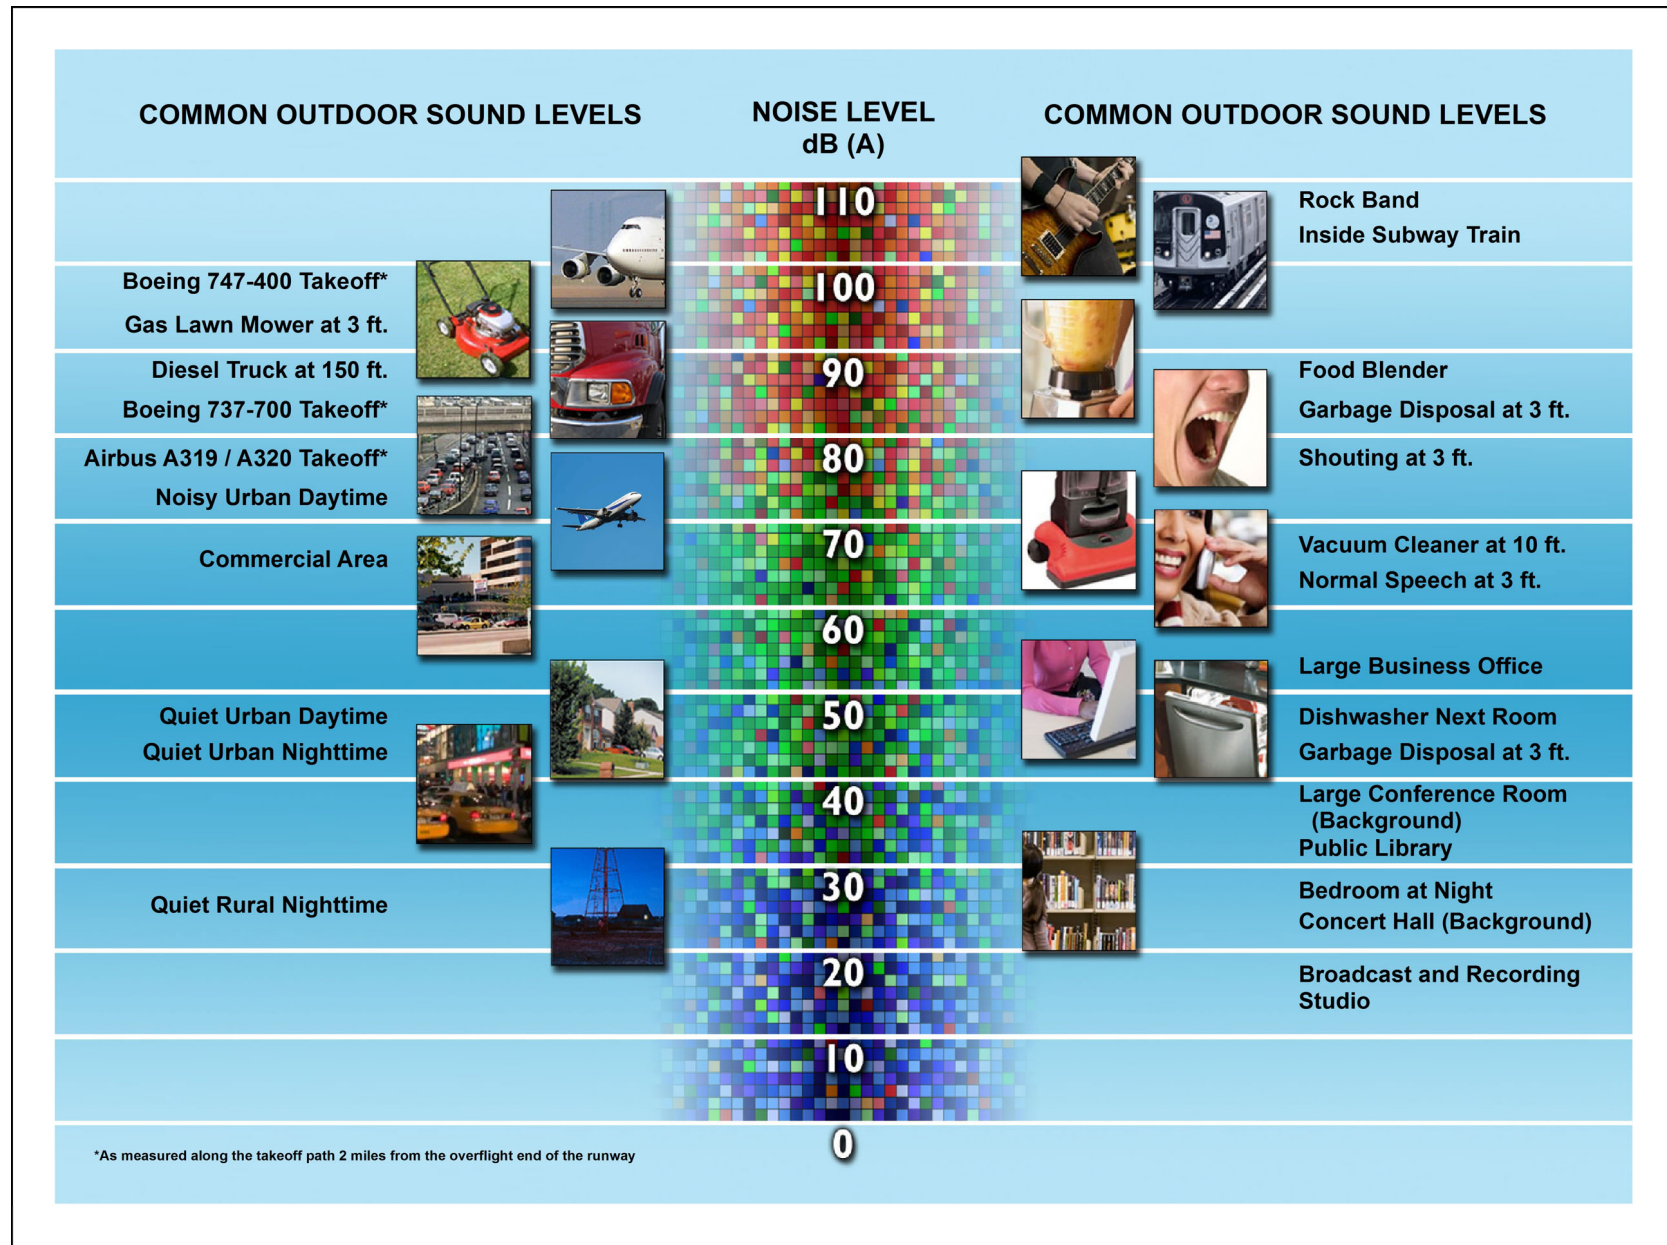 COMMON OUTDOOR SOUND LEVELS
NOISE LEVEL
dB (A)
COMMON OUTDOOR SOUND LEVELS
110
Rock Band
Inside Subway Train
Boeing 747-400 Takeoff*
Gas Lawn Mower at 3 ft.
100
Diesel Truck at 150 ft.
Boeing 737-700 Takeoff*
90
Food Blender
Garbage Disposal at 3 ft.
Airbus A319 / A320 Takeoff*
Noisy Urban Daytime
80
Shouting at 3 ft.
Commercial Area
70
Vacuum Cleaner at 10 ft.
Normal Speech at 3 ft.
60
Large Business Office
Quiet Urban Daytime
Quiet Urban Nighttime
50
Dishwasher Next Room
Garbage Disposal at 3 ft.
40
Large Conference Room
(Background)
Public Library
Quiet Rural Nighttime
30
Bedroom at Night
Concert Hall (Background)
20
Broadcast and Recording
Studio
10
0
*As measured along the takeoff path 2 miles from the overflight end of the runway